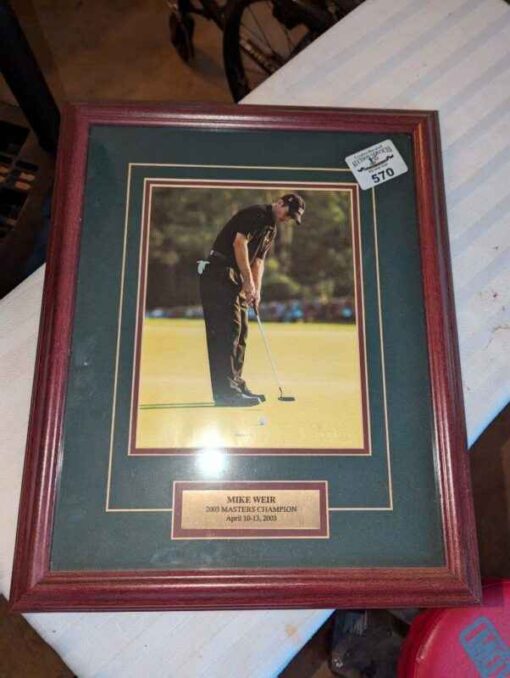 570
MIKE WEIR
2003 MASTERS CHAMPION
April 10-13, 2003